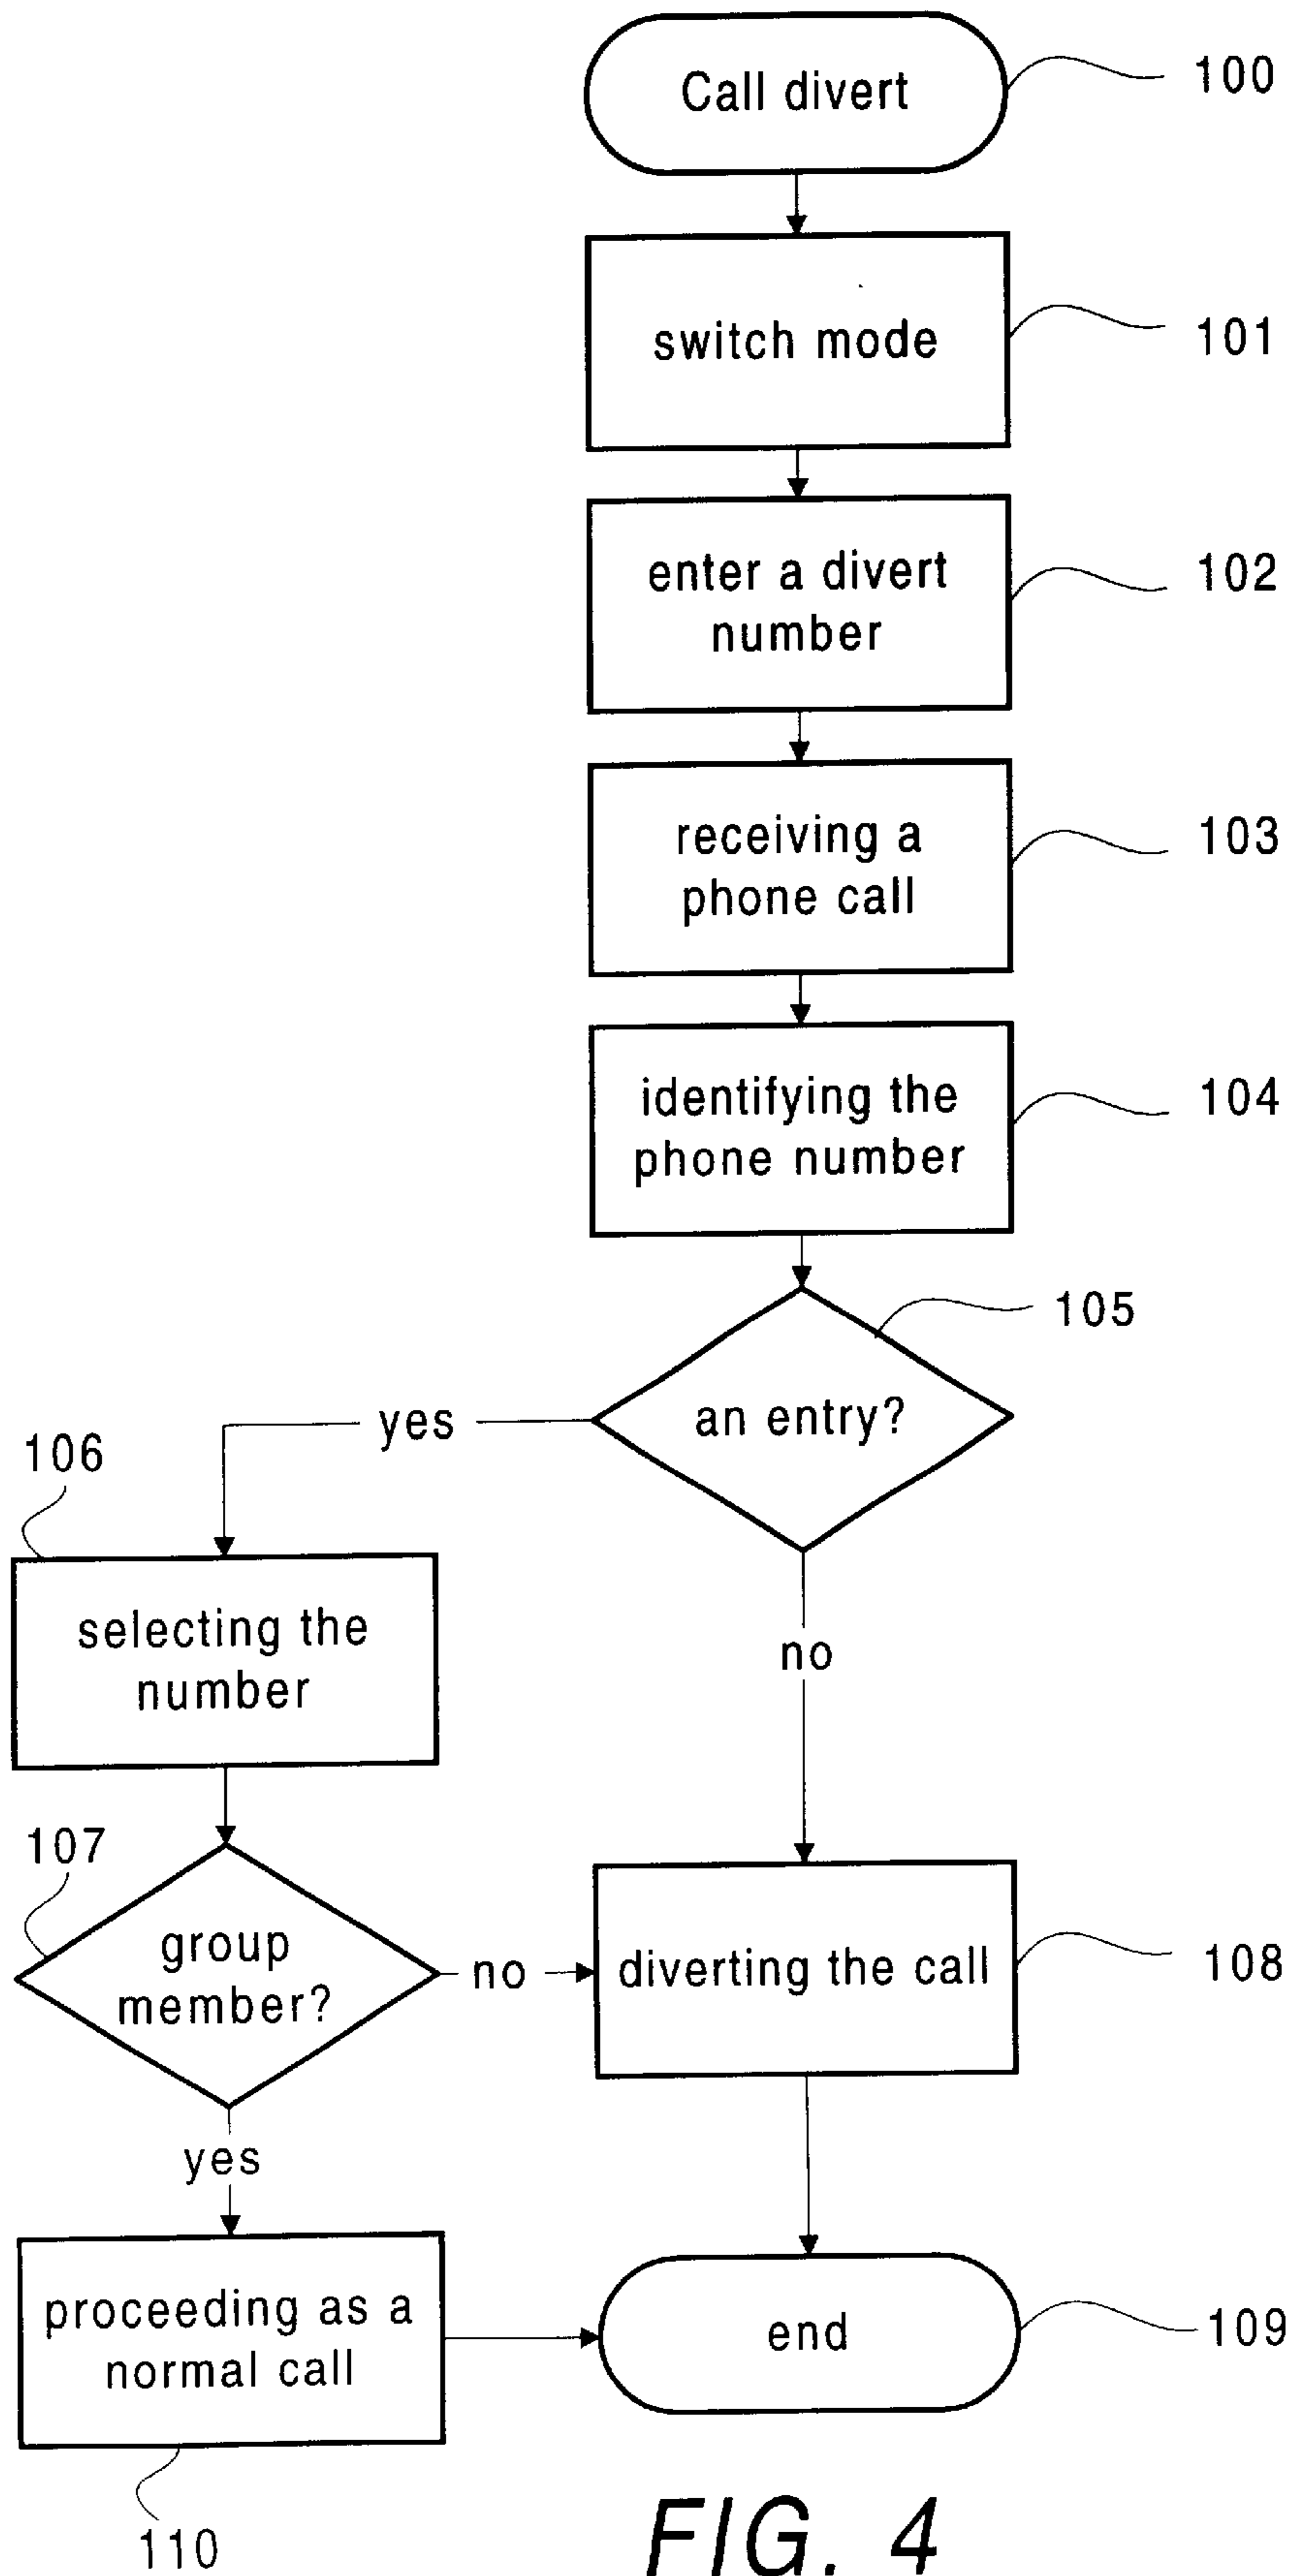 Call divert
100
switch mode
101
enter a divert
number
102
receiving a
phone call
103
identifying the
phone number
104
105
an entry?
yes
106
selecting the
number
no
107
group
member?
no
diverting the call
108
yes
proceeding as a
normal call
end
109
110
FIG. 4